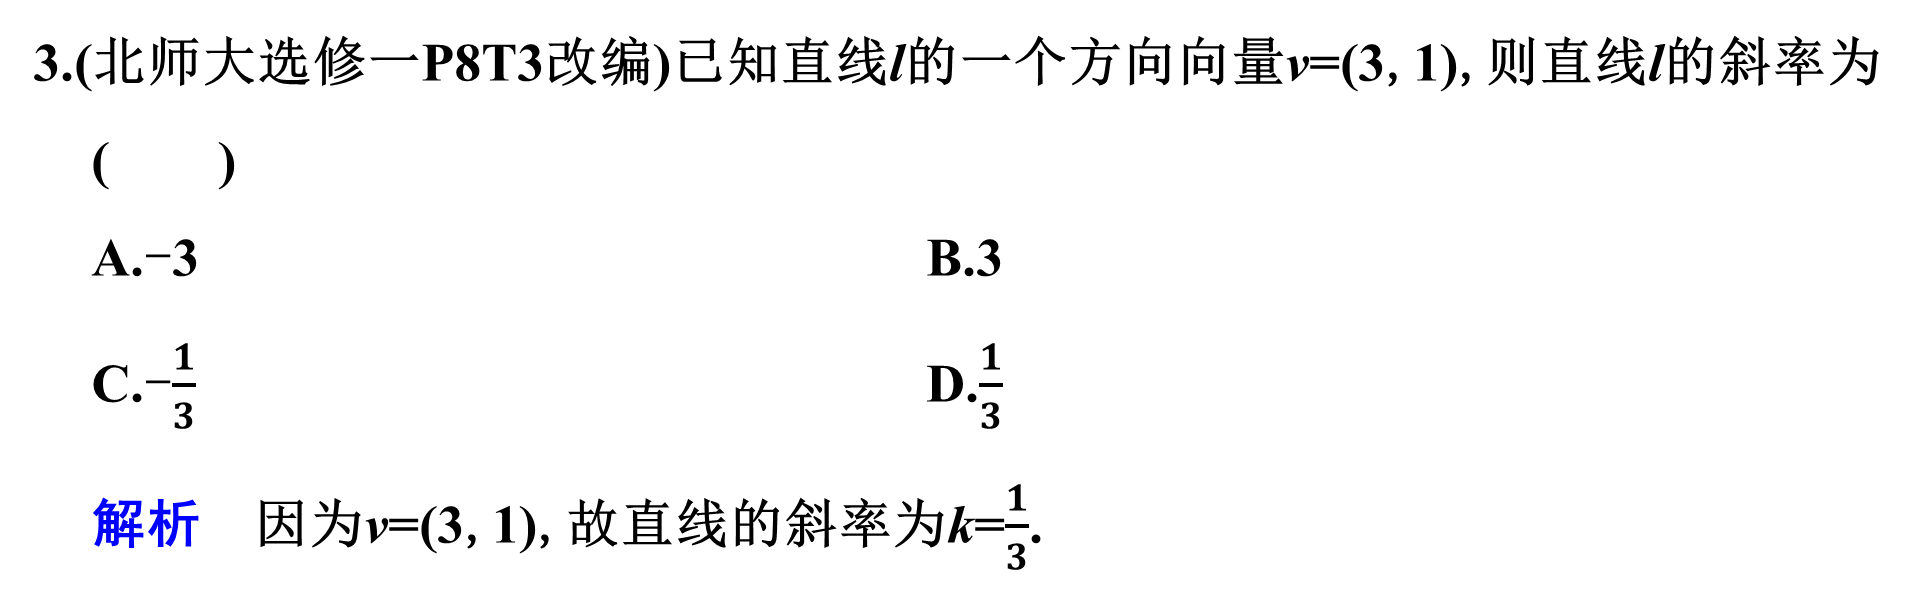 3.(北师大选修一P8T3改编)已知直线l的一个方向向量v=(3, 1), 则直线l的斜率为
(  )
A.−3 B.3
C.−1/3 D.1/3
解析 因为v=(3, 1), 故直线的斜率为k=1/3.